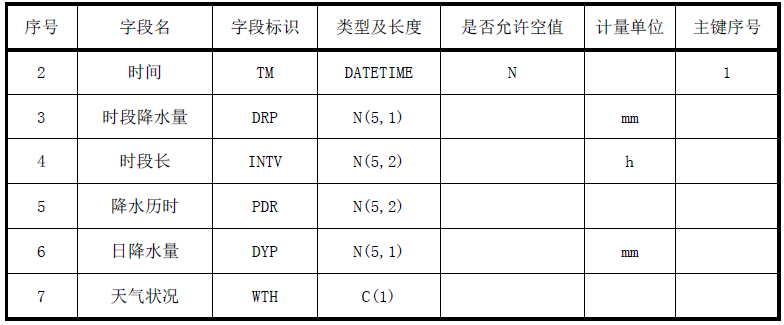 序号 字段名 字段标识 类型及长度 是否允许空值 计量单位 主键序号
2 时间 TM DATETIME N 1
3 时段降水量 DRP N(5,1) mm
4 时段长 INTV N(5,2) h
5 降水历时 PDR N(5,2)
6 日降水量 DYP N(5,1) mm
7 天气状况 WTH C(1)